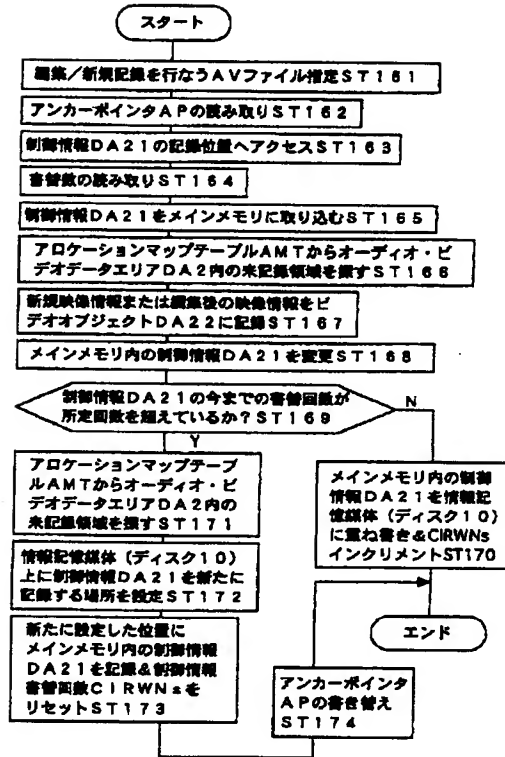 スタート
編集／新規記録を行なうAVファイル指定ST161
アンカーポインタAPの読み取りST162
制御情報DA21の記録位置へアクセスST163
書替数の読み取りST164
制御情報DA21をメインメモリに取り込むST165
アロケーションマップテーブルAMTからオーディオ・ビ
デオデータエリアDA2内の未記録領域を探すST166
新規映像情報または編集後の映像情報をビ
デオオブジェクトDA22に記録ST167
メインメモリ内の制御情報DA21を変更ST168
制御情報DA21の今までの書替回数が
所定回数を超えているか？ST169
N
Y
アロケーションマップテーブ
ルAMTからオーディオ・ビ
デオデータエリアDA2内の
未記録領域を探すST171
情報記憶媒体（ディスク10）
上に制御情報DA21を新たに
記録する場所を設定ST172
新たに設定した位置に
メインメモリ内の制御情報
DA21を記録&制御情報
書替回数CIRWNsを
リセットST173
メインメモリ内の制御
情報DA21を情報記
憶媒体（ディスク10）
に重ね書き&CIRWNs
インクリメントST170
エンド
アンカーポインタ
APの書き替え
ST174